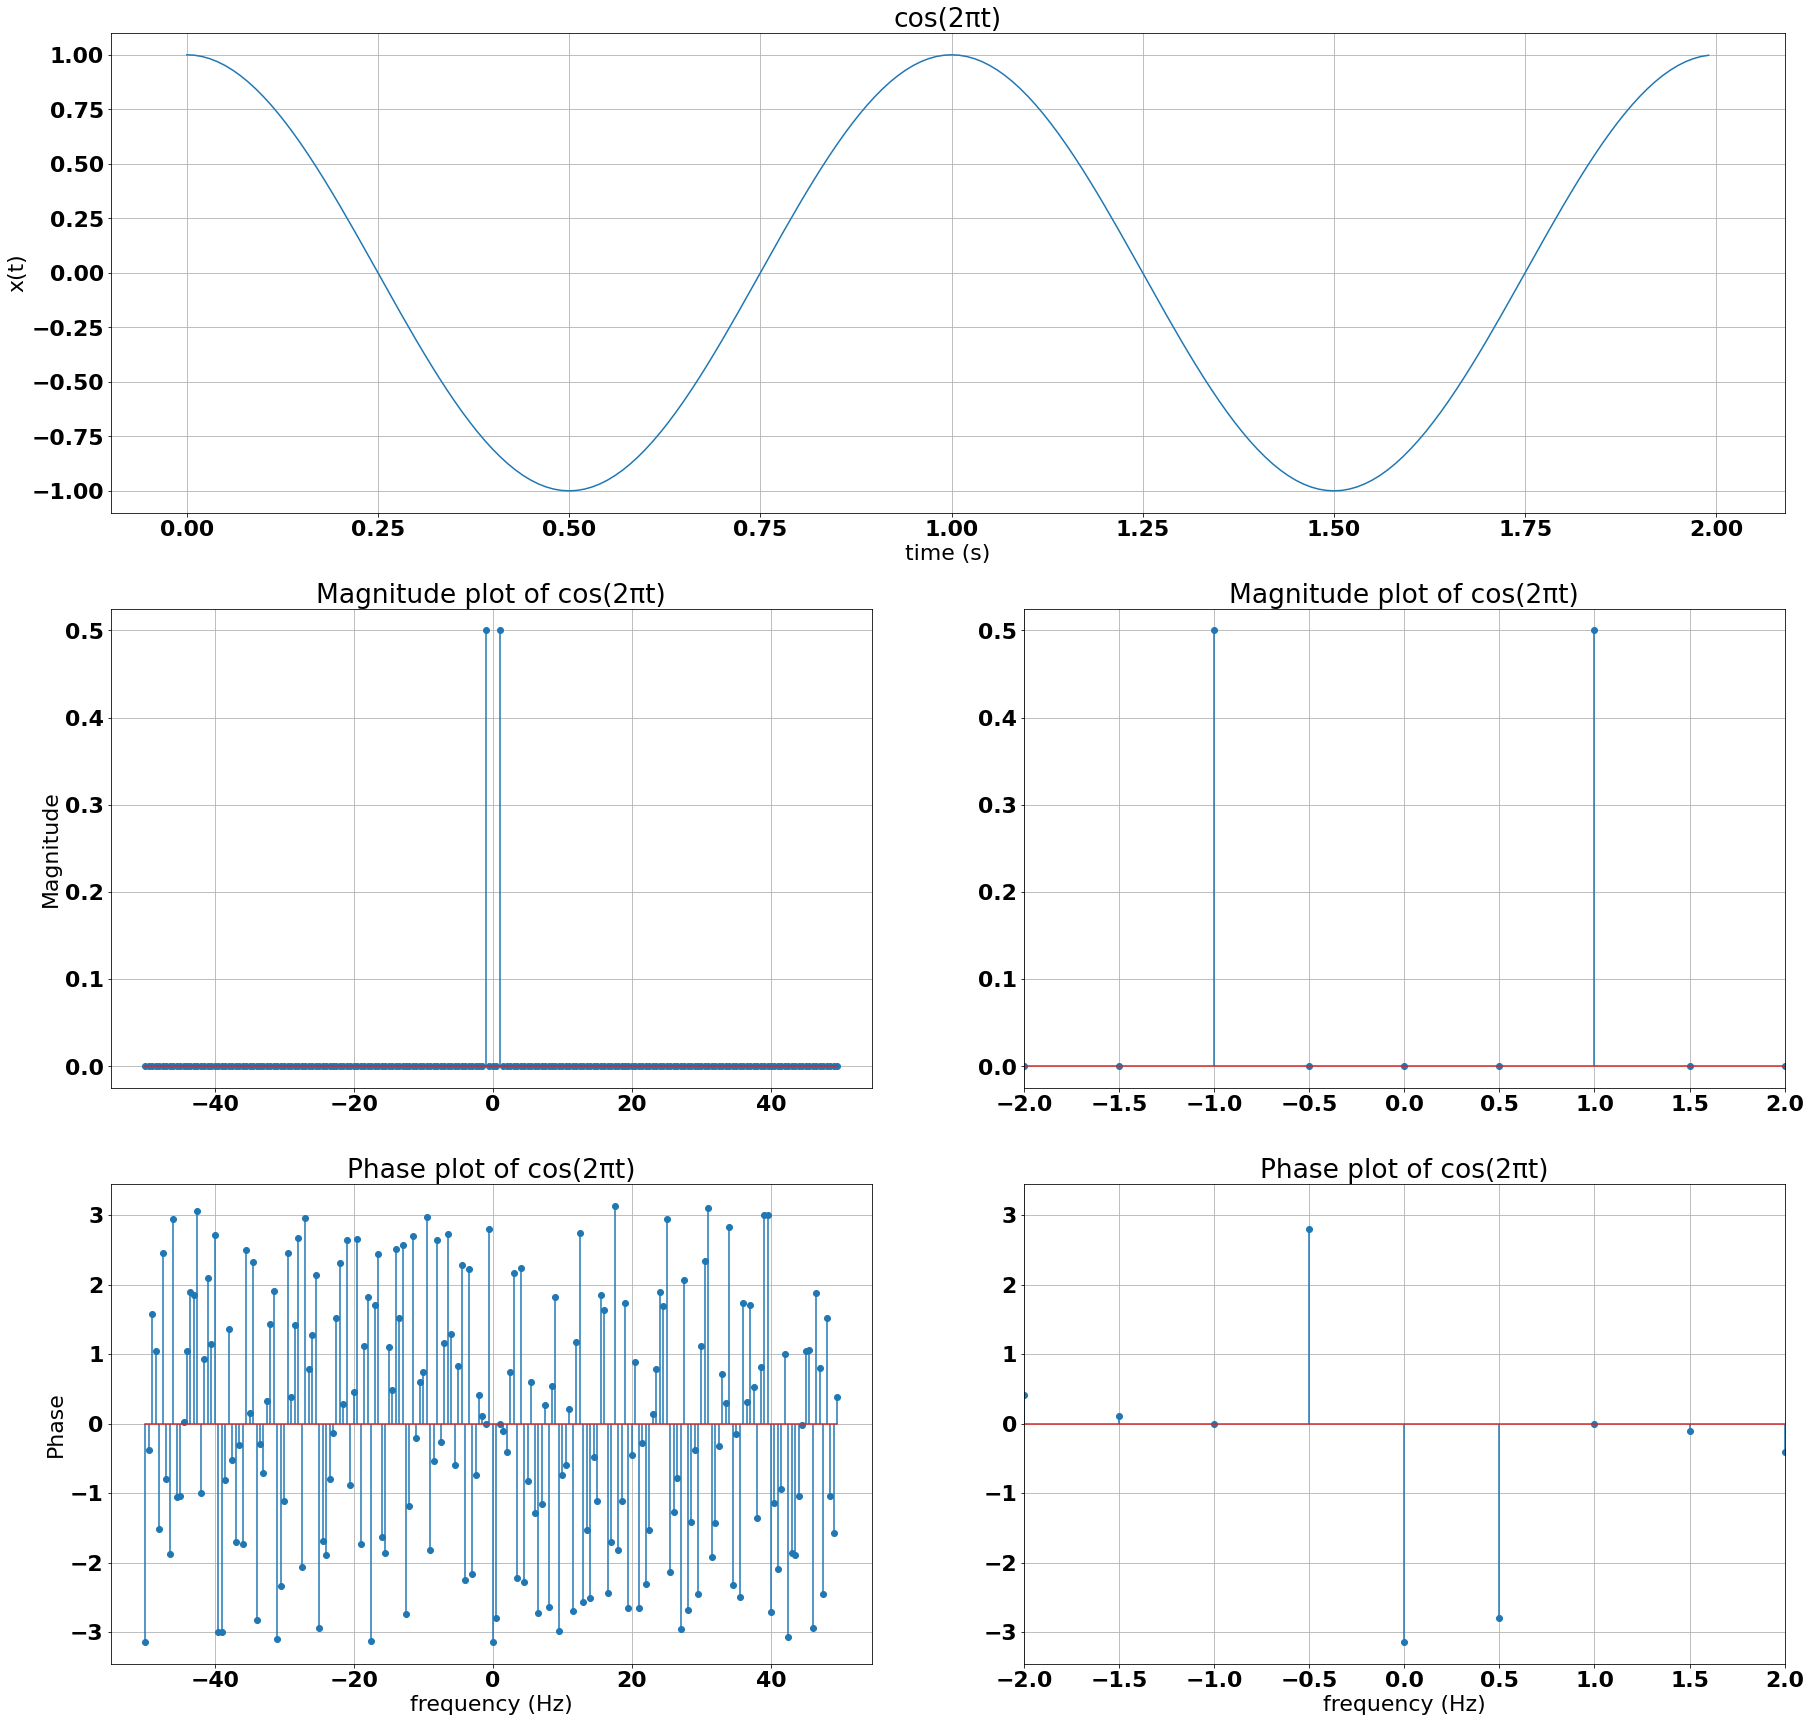 cos(2πt)
1.00
0.75
0.50
0.25
0.00
−0.25
−0.50
−0.75
−1.00
x(t)
0.00 0.25 0.50 0.75 1.00 1.25 1.50 1.75 2.00
time (s)
Magnitude plot of cos(2πt)
0.5
0.4
0.3
0.2
0.1
0.0
Magnitude
−40 −20 0 20 40
Magnitude plot of cos(2πt)
0.5
0.4
0.3
0.2
0.1
0.0
−2.0 −1.5 −1.0 −0.5 0.0 0.5 1.0 1.5 2.0
Phase plot of cos(2πt)
3
2
1
0
−1
−2
−3
Phase
−40 −20 0 20 40
frequency (Hz)
Phase plot of cos(2πt)
3
2
1
0
−1
−2
−3
−2.0 −1.5 −1.0 −0.5 0.0 0.5 1.0 1.5 2.0
frequency (Hz)